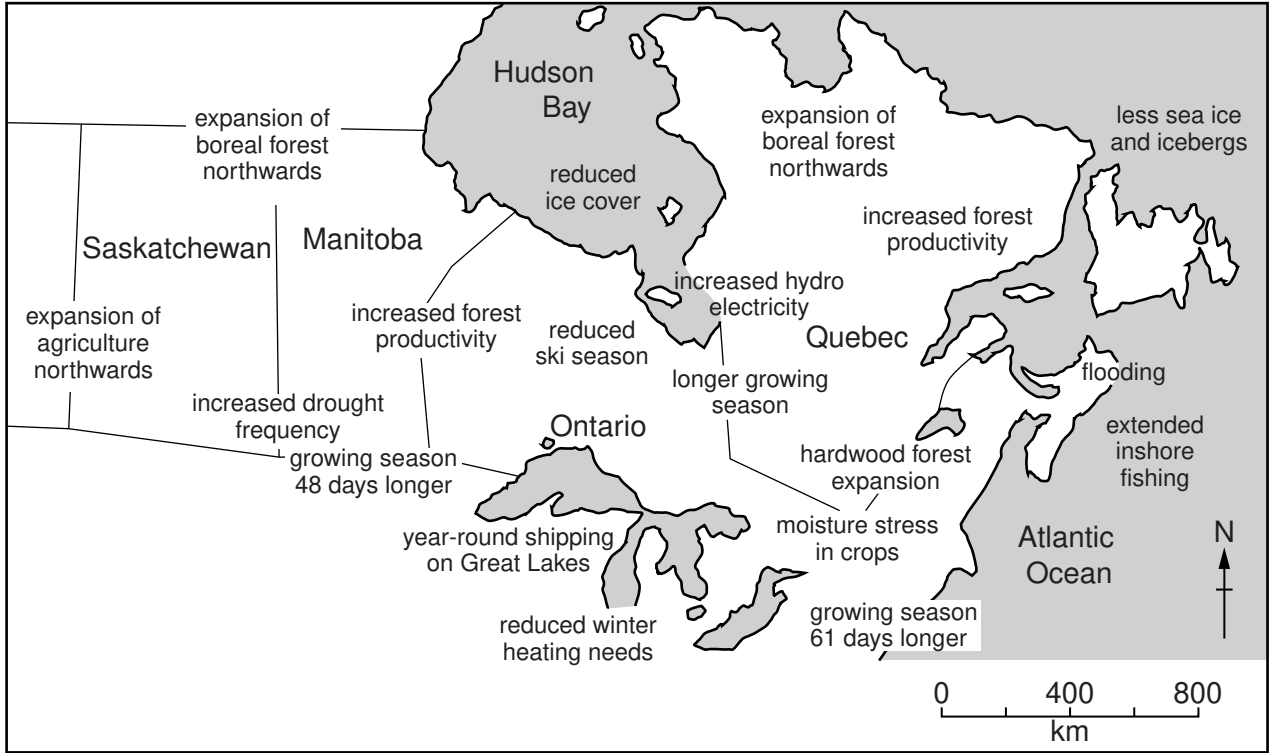 Hudson
Bay
expansion of
boreal forest
northwards
expansion of
boreal forest
northwards
less sea ice
and icebergs
reduced
ice cover
increased forest
productivity
Saskatchewan
Manitoba
increased hydro
electricity
expansion of
agriculture
northwards
increased forest
productivity
reduced
ski season
Quebec
longer growing
season
flooding
increased drought
frequency
Ontario
extended
inshore
fishing
growing season
48 days longer
hardwood forest
expansion
year-round shipping
on Great Lakes
moisture stress
in crops
Atlantic
Ocean
N
reduced winter
heating needs
growing season
61 days longer
0 400 800
km